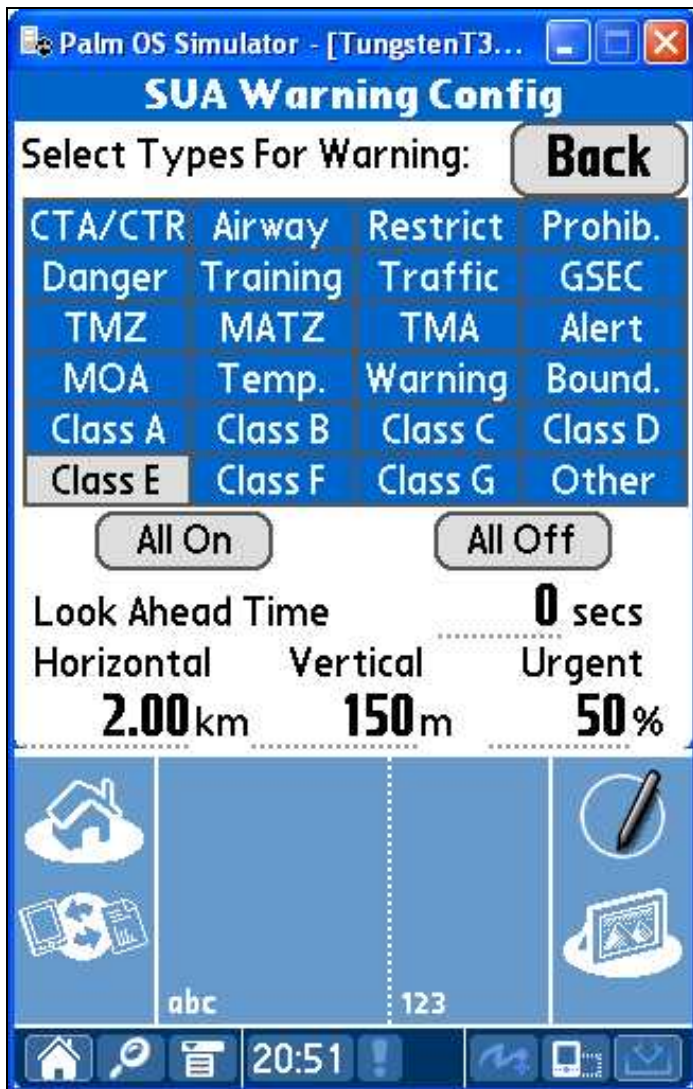 Palm OS Simulator - [TungstenT3...
SUA Warning Config
Select Types For Warning: Back
CTA/CTR Airway Restrict Prohib.
Danger Training Traffic GSEC
TMZ MATZ TMA Alert
MOA Temp. Warning Bound.
Class A Class B Class C Class D
Class E Class F Class G Other
All On All Off
Look Ahead Time 0 secs
Horizontal Vertical Urgent
2.00 km 150 m 50 %
abc 123
20:51